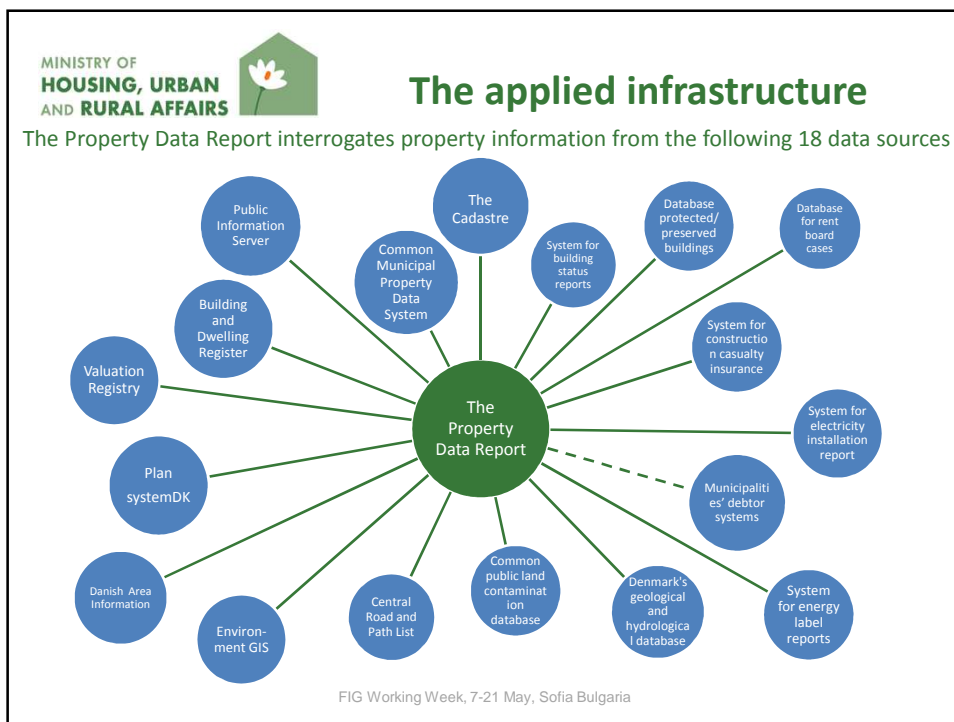 MINISTRY OF
HOUSING, URBAN
AND RURAL AFFAIRS
The applied infrastructure
The Property Data Report interrogates property information from the following 18 data sources
Public
Information
Server
The
Cadastre
Common
Municipal
Property
Data
System
System for
building
status
reports
Database
protected/
preserved
buildings
Database
for rent
board
cases
Building
and
Dwelling
Register
System for
constructio
n casualty
insurance
Valuation
Registry
The
Property
Data Report
System for
electricity
installation
report
Plan
systemDK
Municipaliti
es' debtor
systems
Danish Area
Information
Environ-
ment GIS
Central
Road and
Path List
Common
public land
contaminat
ion
database
Denmark's
geological
and
hydrologica
l database
System
for energy
label
reports
FIG Working Week, 7-21 May, Sofia Bulgaria